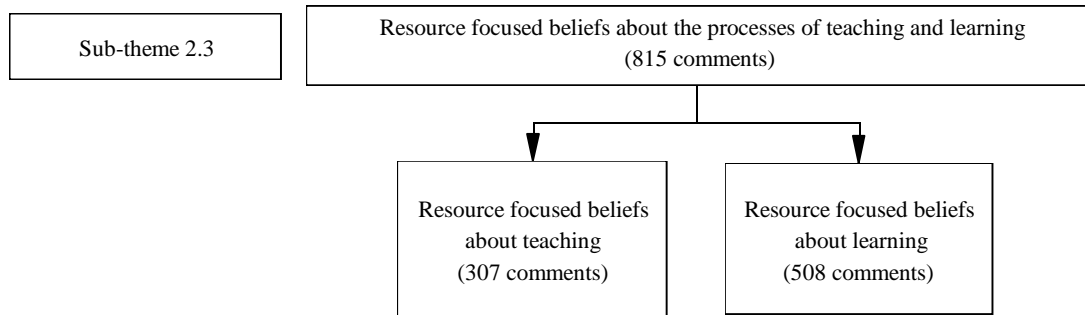 Sub-theme 2.3
Resource focused beliefs about the processes of teaching and learning
(815 comments)
Resource focused beliefs
about teaching
(307 comments)
Resource focused beliefs
about learning
(508 comments)